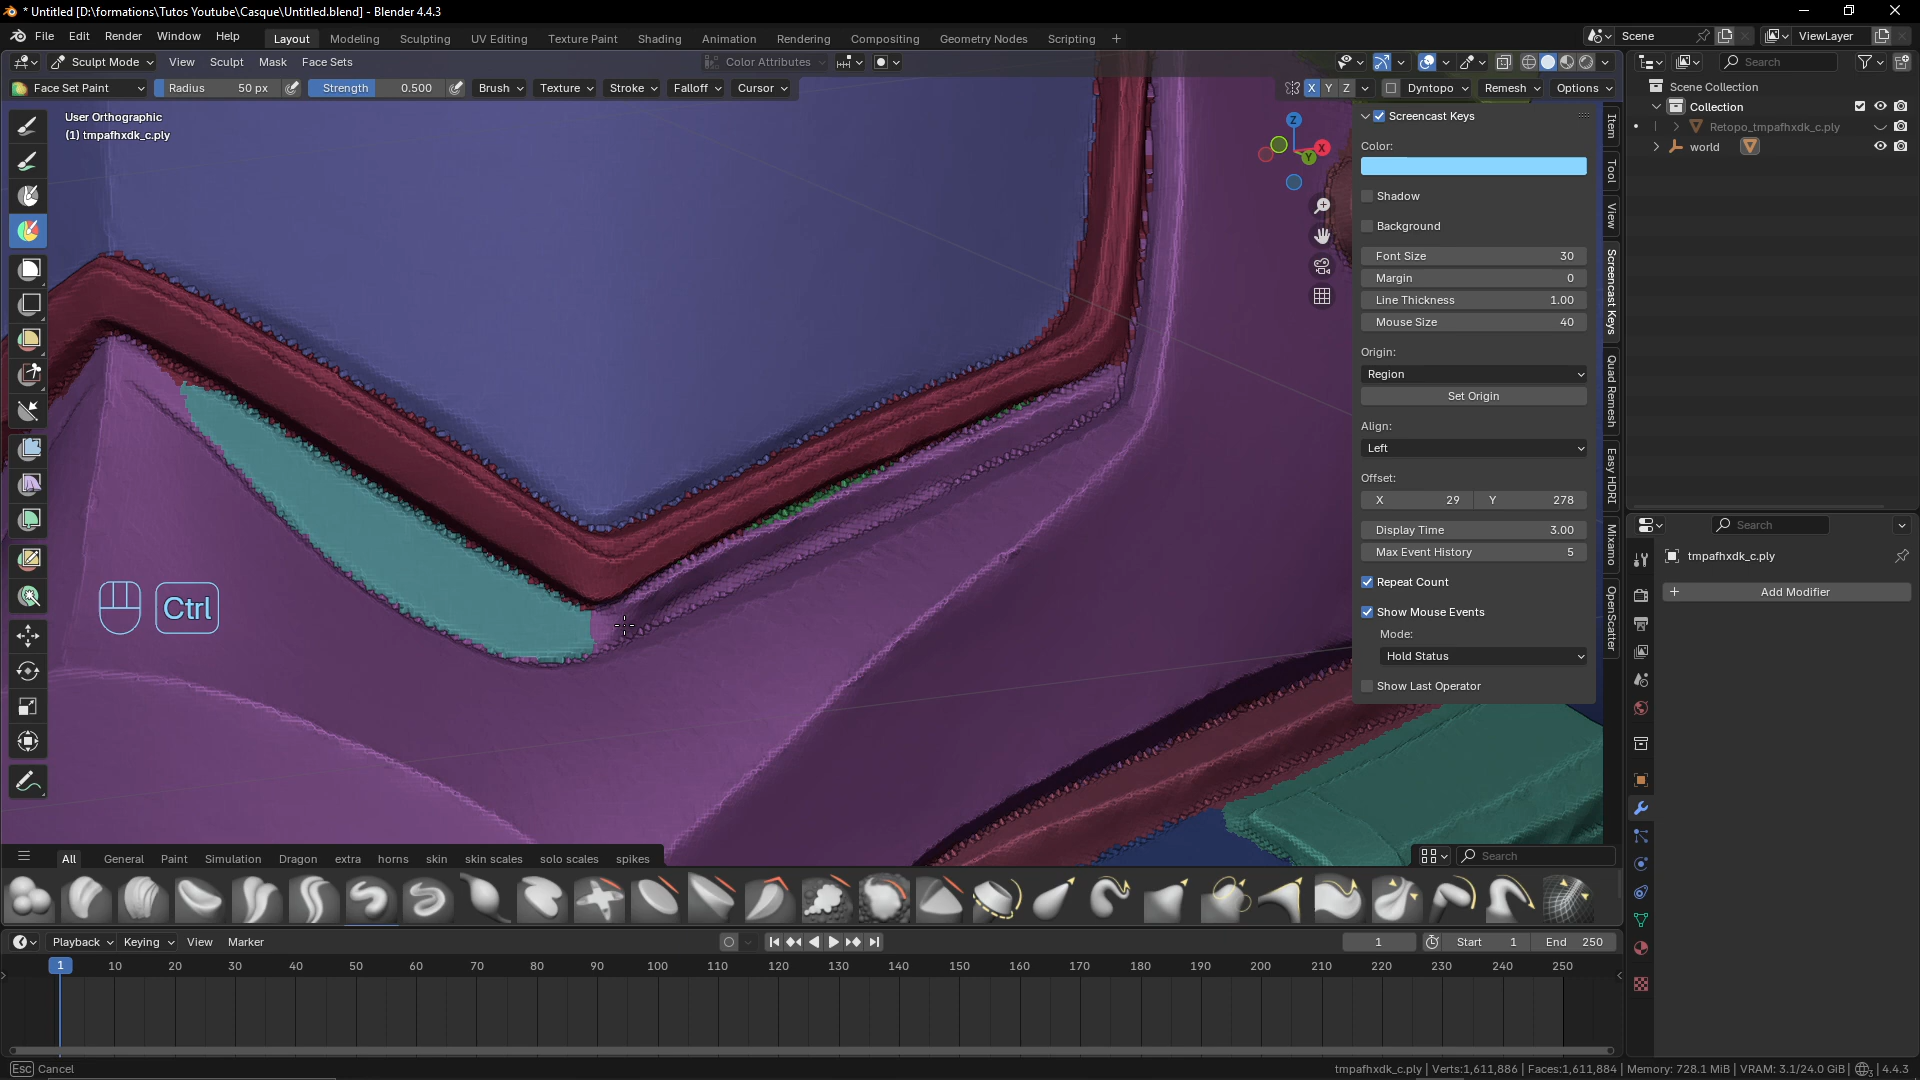 * Untitled [D:\formations\Tutos Youtube\Casque\Untitled.blend] - Blender 4.4.3
File Edit Render Window Help Layout Modeling Sculpting UV Editing Texture Paint Shading Animation Rendering Compositing Geometry Nodes Scripting + Scene ViewLayer
Sculpt Mode View Sculpt Mask Face Sets Color Attributes Search
Face Set Paint Radius 50 px Strength 0.500 Brush Texture Stroke Falloff Cursor X Y Z Dyntopo Remesh Options
Scene Collection
Collection
Retopo_tmpafhxdk_c.ply
world
User Orthographic
(1) tmpafhxdk_c.ply
Z
X
Y
Screencast Keys
Color:
Shadow
Background
Font Size 30
Margin 0
Line Thickness 1.00
Mouse Size 40
Origin:
Region
Set Origin
Align:
Left
Offset:
X 29 Y 278
Display Time 3.00
Max Event History 5
Repeat Count
Show Mouse Events
Mode:
Hold Status
Show Last Operator
Item
Tool
View
Screencast Keys
Quad Remesh
Easy HDRI
Mixamo
OpenScatter
Search
tmpafhxdk_c.ply
+ Add Modifier
Ctrl
All General Paint Simulation Dragon extra horns skin skin scales solo scales spikes Search
Playback Keying View Marker 1 Start 1 End 250
1 10 20 30 40 50 60 70 80 90 100 110 120 130 140 150 160 170 180 190 200 210 220 230 240 250
Esc Cancel tmpafhxdk_c.ply | Verts:1,611,886 | Faces:1,611,884 | Memory: 728.1 MiB | VRAM: 3.1/24.0 GiB | 3 | 4.4.3